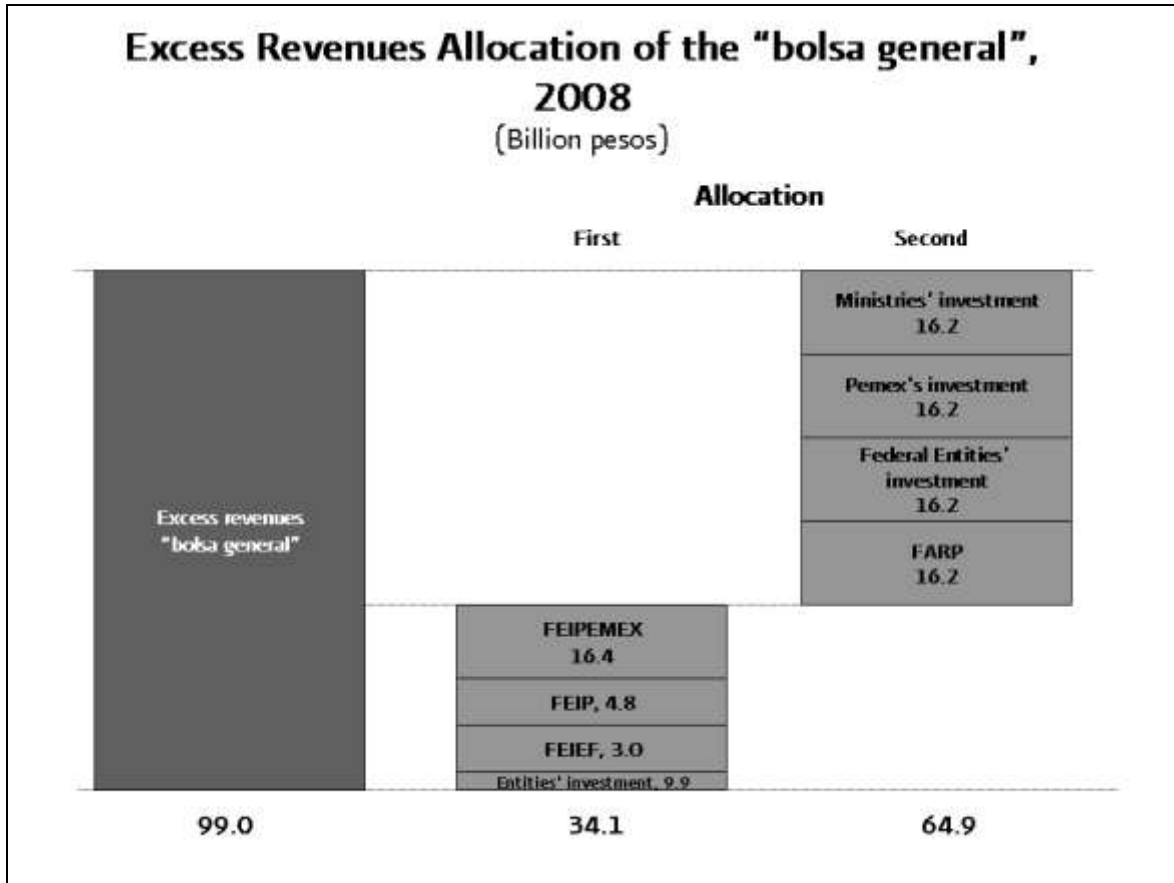 Excess Revenues Allocation of the “bolsa general”,
2008
(Billion pesos)
Allocation
First
Second
Excess revenues
“bolsa general”
FEIPEMEX
16.4
FEIP, 4.8
FEIEF, 3.0
Entities’ investment, 9.9
Ministries’ investment
16.2
Pemex’s investment
16.2
Federal Entities’
investment
16.2
FARP
16.2
99.0
34.1
64.9